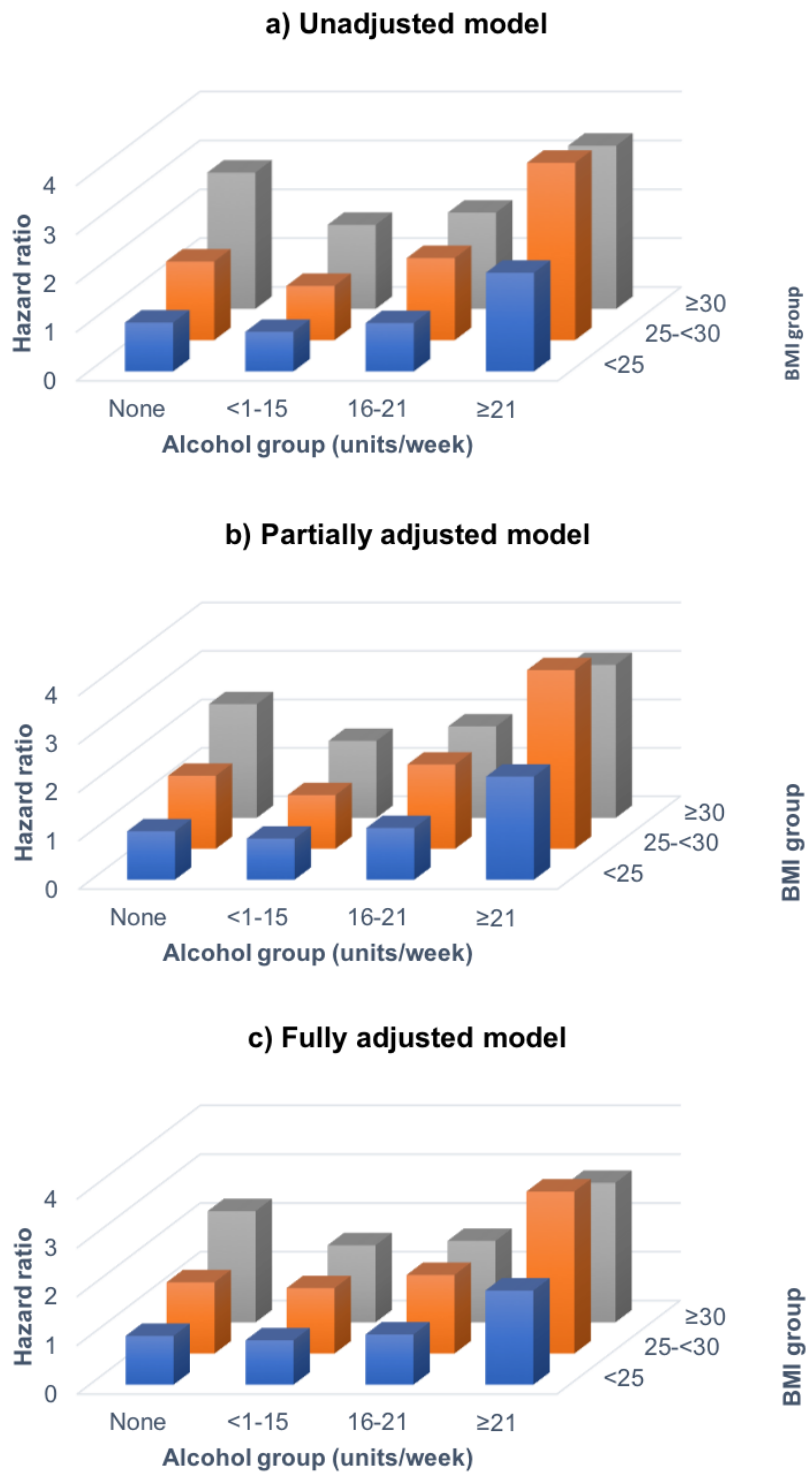 a) Unadjusted model
4
3
2
1
0
Hazard ratio
None <1-15 16-21 ≥21
Alcohol group (units/week)
<25
25-<30
≥30
BMI group
b) Partially adjusted model
4
3
2
1
0
Hazard ratio
None <1-15 16-21 ≥21
Alcohol group (units/week)
<25
25-<30
≥30
BMI group
c) Fully adjusted model
4
3
2
1
0
Hazard ratio
None <1-15 16-21 ≥21
Alcohol group (units/week)
<25
25-<30
≥30
BMI group